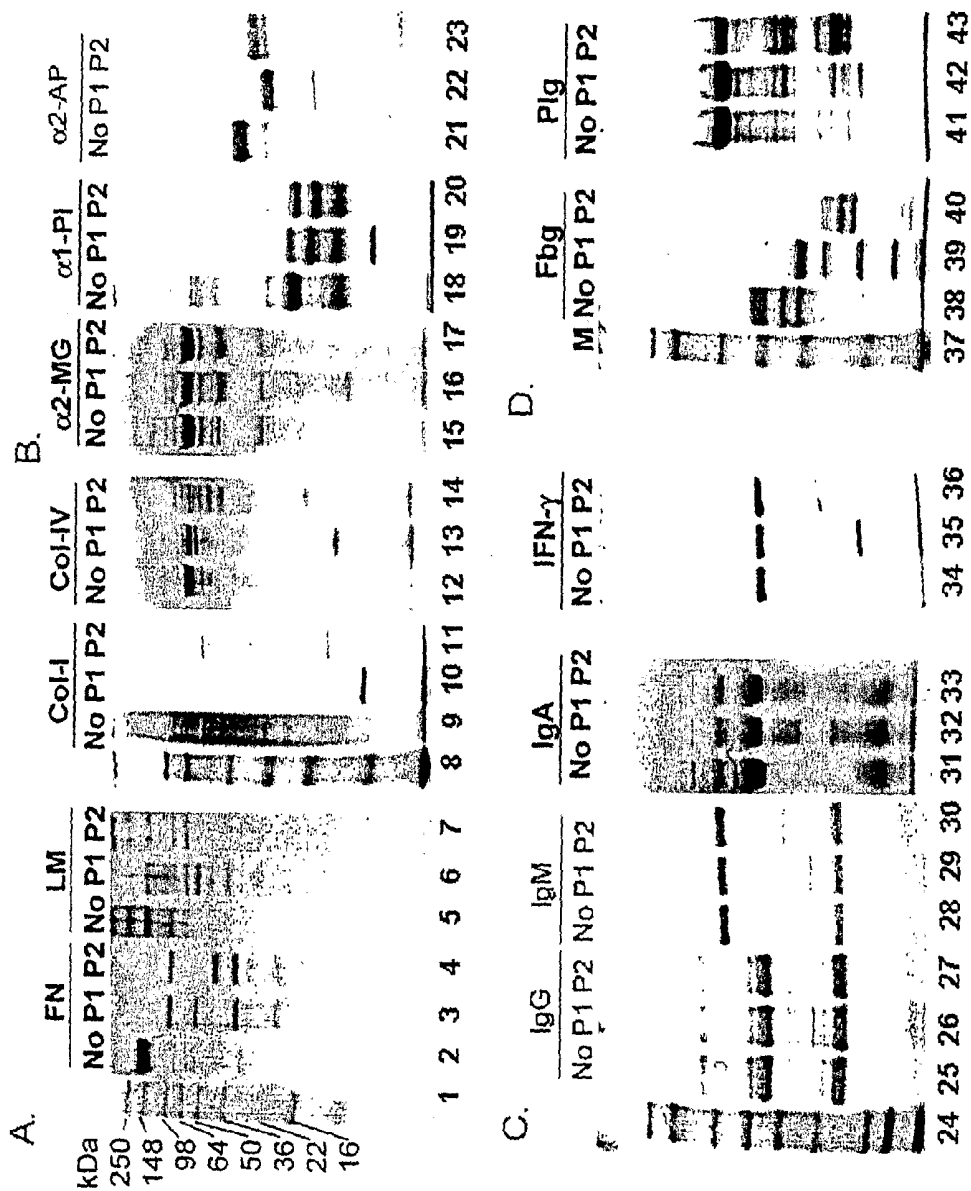 A.
FN LM
No P1 P2 No P1 P2
kDa
250
148
98
64
50
36
22
16
1 2 3 4 5 6 7
Col-I Col-IV
No P1 P2 No P1 P2
8 9 10 11 12 13 14
B.
α2-MG α1-PI α2-AP
No P1 P2 No P1 P2 No P1 P2
15 16 17 18 19 20 21 22 23
C.
IgG IgM IgA IFN-γ
No P1 P2 No P1 P2 No P1 P2 No P1 P2
24 25 26 27 28 29 30 31 32 33 34 35 36
D.
Fbg Plg
M No P1 P2 No P1 P2
37 38 39 40 41 42 43